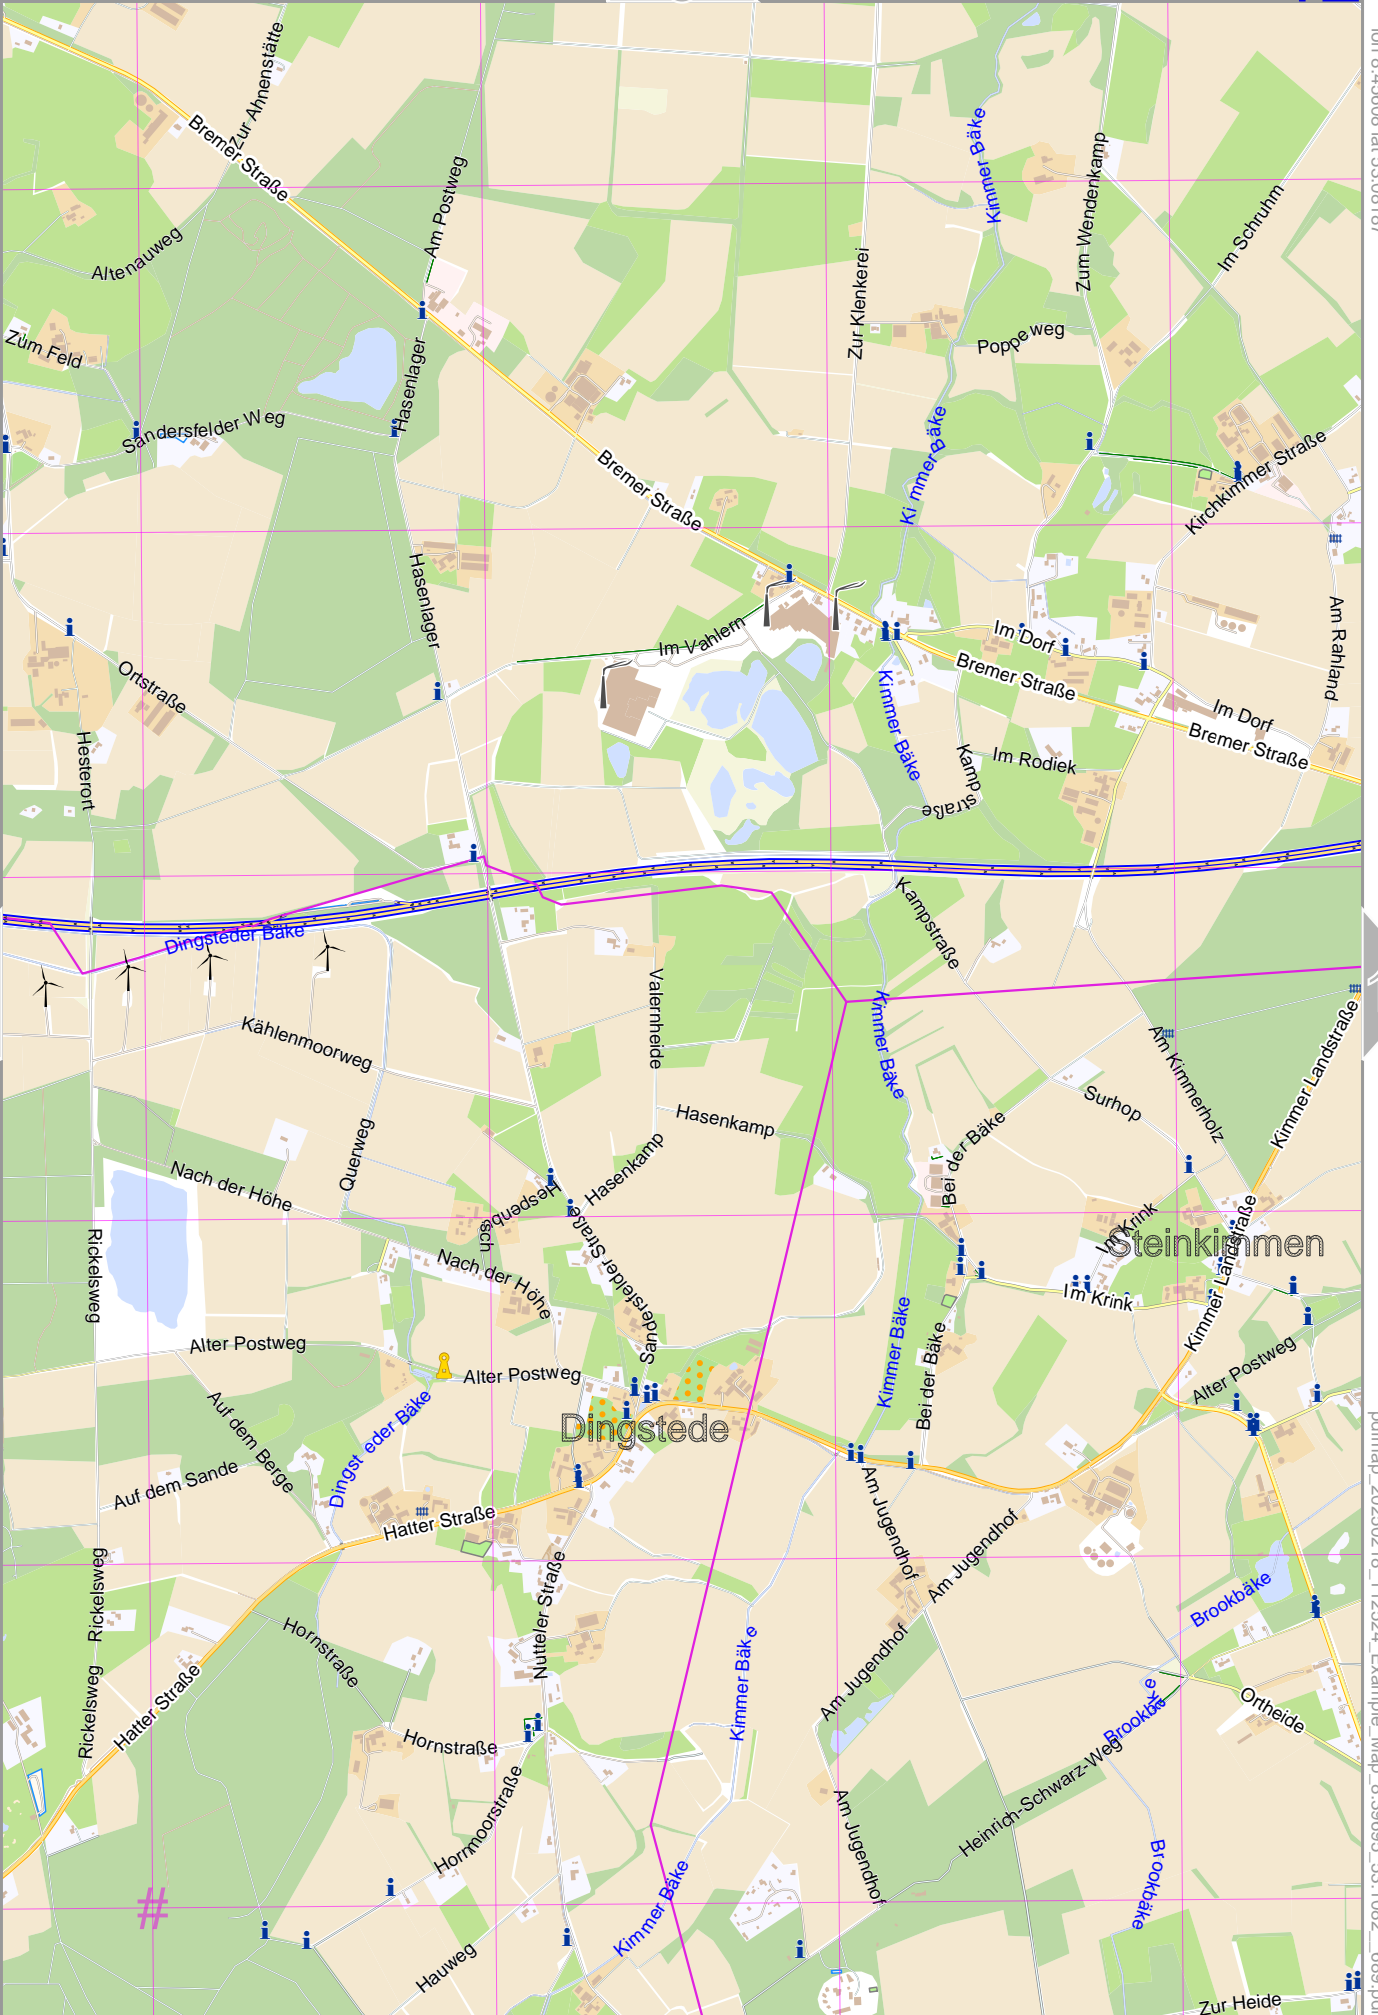 Zur Ahnenstätte
Bremer Straße
Am Postweg
Altenauweg
Zum Feld
Sandersfelder Weg
Hasenlager
Kimmer Bäke
Zum Wendenkamp
Im Schruhm
Zur Klenkerei
Poppeweg
Kimmer Bäke
Kirchkimmer Straße
Bremer Straße
Hasenlager
Im Vahlern
Im Dorf
Bremer Straße
Am Rahland
Im Dorf
Bremer Straße
Ortstraße
Hesterort
Kimmer Bäke
Kamp
straße
Im Rodiek
Dingsteder Bäke
Kampstraße
Valernheide
Kählenmoorweg
Kimmer Bäke
Am Kimmerholz
Kimmer Landstraße
Surhop
Hasenkamp
Bei der Bäke
Querweg
Nach der Höhe
Hasenkamp
Hespenbu
sch
Sandersfelder Straße
Im Krink
Steinkimmen
Rickelsweg
Nach der Höhe
Im Krink
Kimmer Landstraße
Kimmer Bäke
Bei der Bäke
Alter Postweg
Alter Postweg
Alter Postweg
Auf dem Berge
Dingsteder Bäke
Dingstede
Auf dem Sande
Hatter Straße
Am Jugendhof
Am Jugendhof
Nutteler Straße
Rickelsweg
Brookbäke
Hornstraße
Kimmer Bäke
Am Jugendhof
Rickelsweg
Hatter Straße
Hornstraße
Brookbäke
Ortheide
Heinrich-Schwarz-Weg
Hornmoorstraße
Am Jugendhof
Kimmer Bäke
Brookbäke
#
Hauweg
Zur Heide